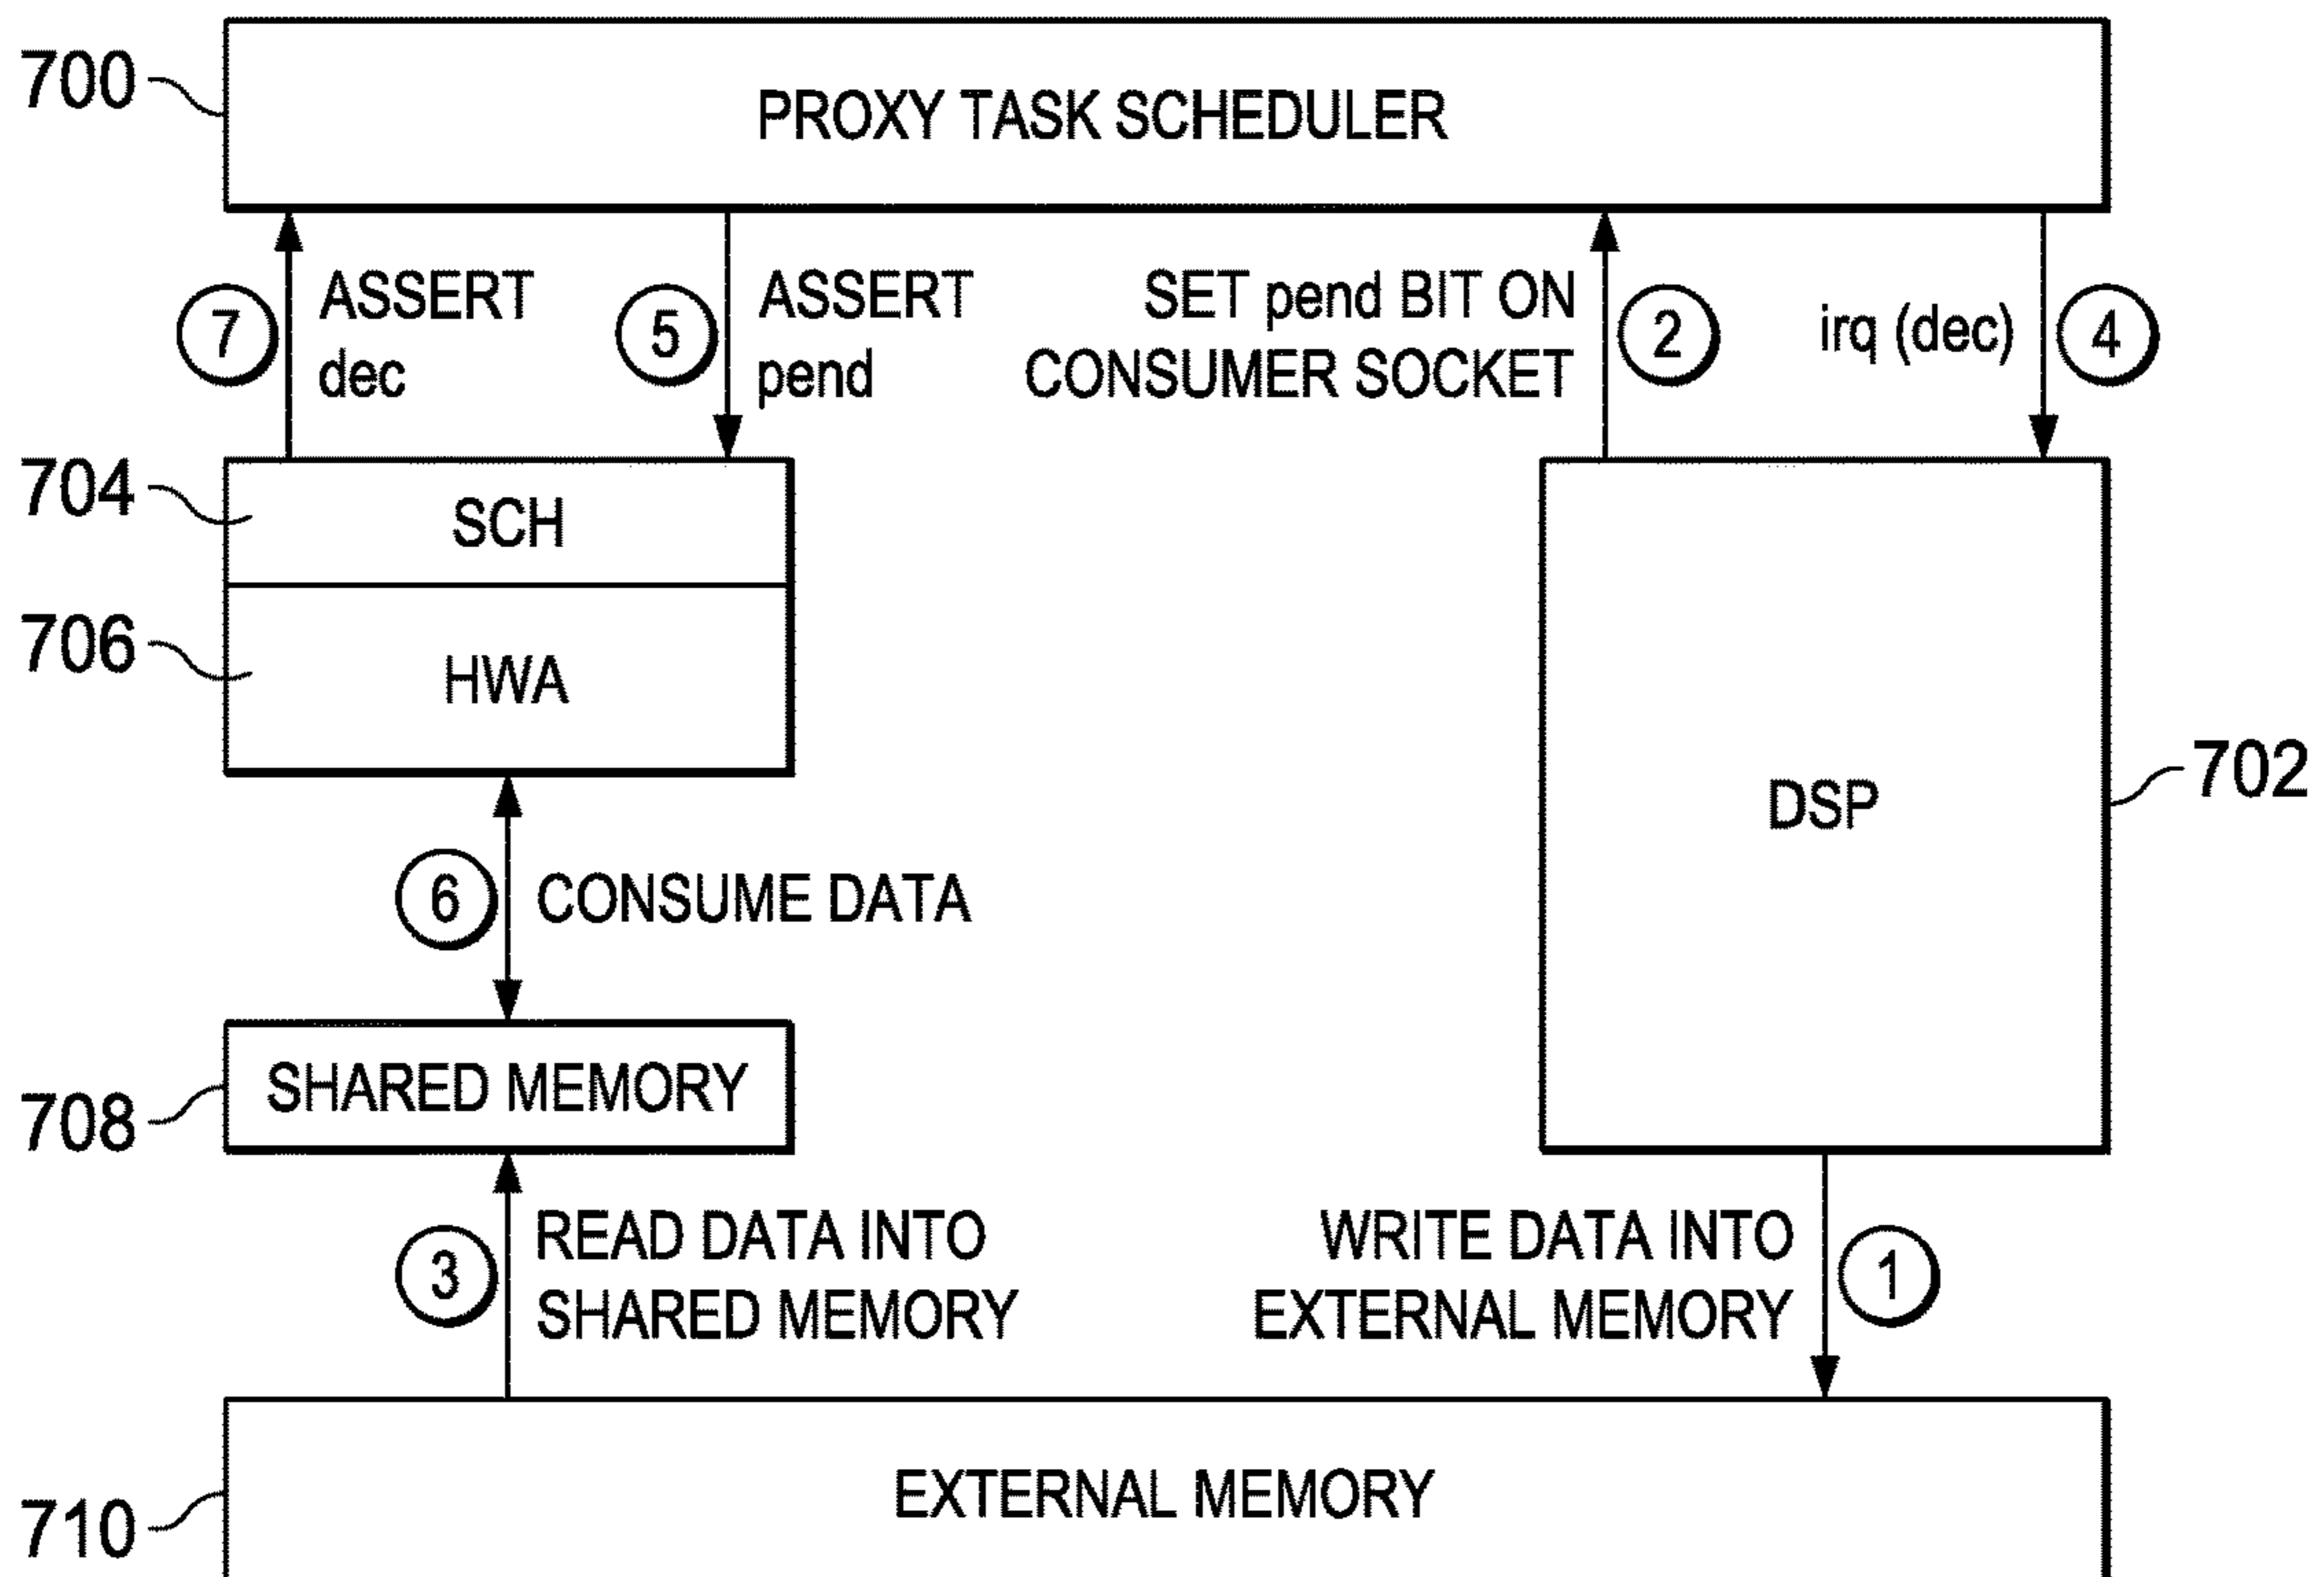 700
PROXY TASK SCHEDULER
7
ASSERT
dec
5
ASSERT
pend
SET pend BIT ON
CONSUMER SOCKET
2
irq (dec)
4
704
SCH
706
HWA
DSP
702
6
CONSUME DATA
708
SHARED MEMORY
3
READ DATA INTO
SHARED MEMORY
WRITE DATA INTO
EXTERNAL MEMORY
1
710
EXTERNAL MEMORY